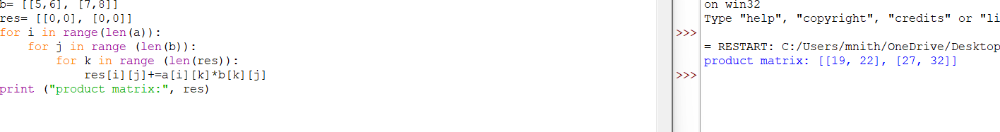 b= [[5,6], [7,8]]
res= [[0,0], [0,0]]
for i in range(len(a)):
    for j in range (len(b)):
        for k in range (len(res)):
            res[i][j]+=a[i][k]*b[k][j]
print ("product matrix:", res)
on win32
Type "help", "copyright", "credits" or "li
>>>
= RESTART: C:/Users/mnith/OneDrive/Desktop
product matrix: [[19, 22], [27, 32]]
>>>